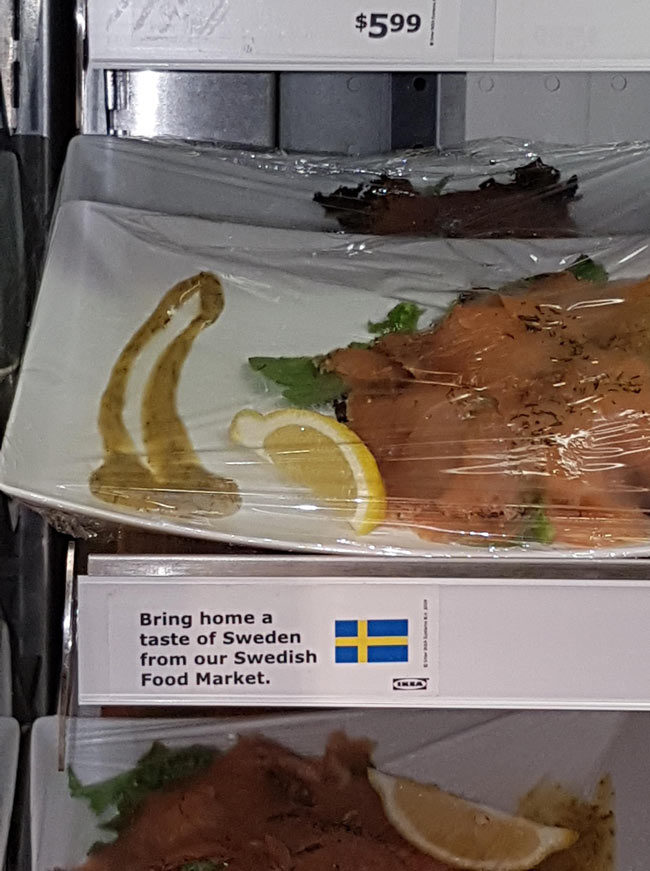 $5.99
Bring home a
taste of Sweden
from our Swedish
Food Market.
IKEA